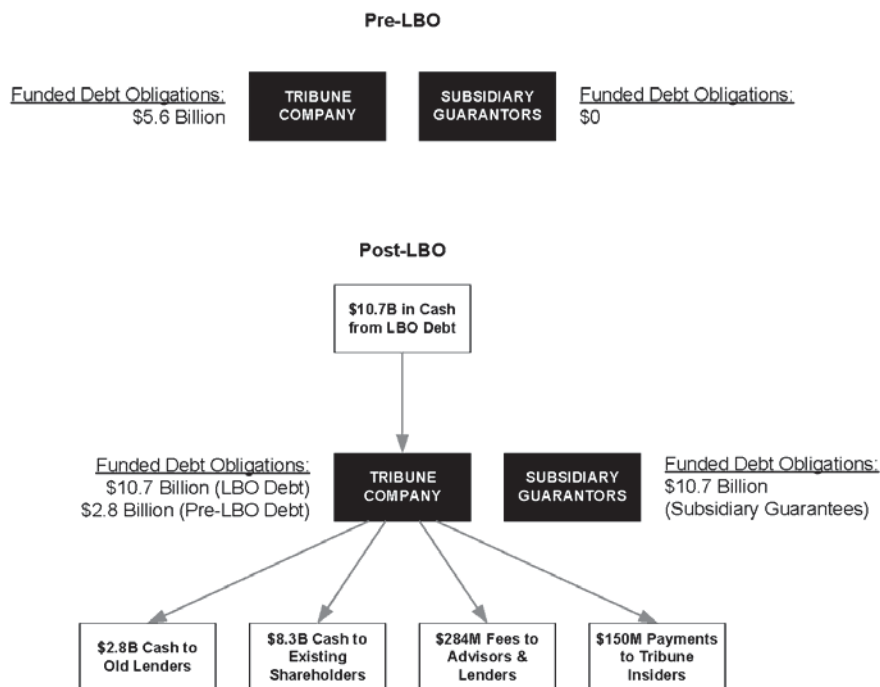 Pre-LBO
Funded Debt Obligations:
$5.6 Billion
TRIBUNE
COMPANY
SUBSIDIARY
GUARANTORS
Funded Debt Obligations:
$0
Post-LBO
$10.7B in Cash
from LBO Debt
Funded Debt Obligations:
$10.7 Billion (LBO Debt)
$2.8 Billion (Pre-LBO Debt)
TRIBUNE
COMPANY
SUBSIDIARY
GUARANTORS
Funded Debt Obligations:
$10.7 Billion
(Subsidiary Guarantees)
$2.8B Cash to
Old Lenders
$8.3B Cash to
Existing
Shareholders
$284M Fees to
Advisors &
Lenders
$150M Payments
to Tribune
Insiders